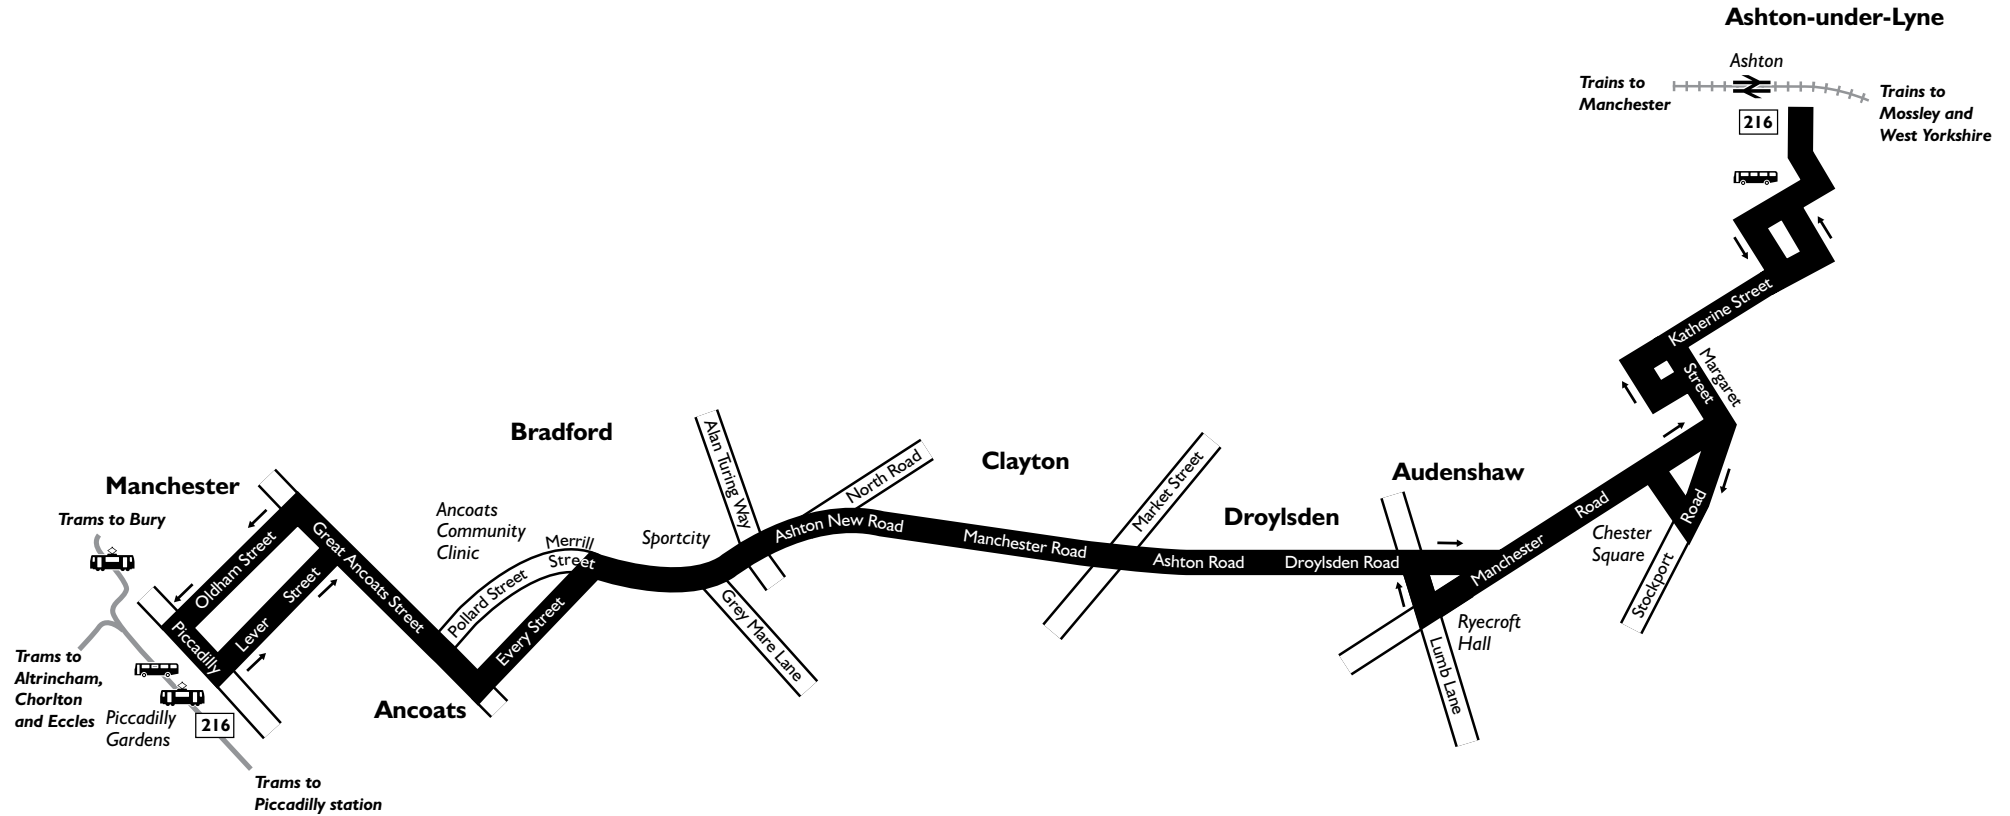 Ashton-under-Lyne
Ashton
Trains to
Manchester
Trains to
Mossley and
West Yorkshire
216
Katherine Street
Margaret
Street
Bradford
Alan Turing Way
North Road
Clayton
Market Street
Audenshaw
Manchester
Trams to Bury
Ancoats
Community
Clinic
Sportcity
Merrill
Street
Pollard Street
Every Street
Ashton New Road
Manchester Road
Droylsden
Ashton Road
Droylsden Road
Manchester
Road
Chester
Square
Road
Stockport
Oldham Street
Great Ancoats Street
Lever
Street
Piccadilly
Grey Mare Lane
Ryecroft
Hall
Lumb Lane
Trams to
Altrincham,
Chorlton
and Eccles
Piccadilly
Gardens
216
Ancoats
Trams to
Piccadilly station